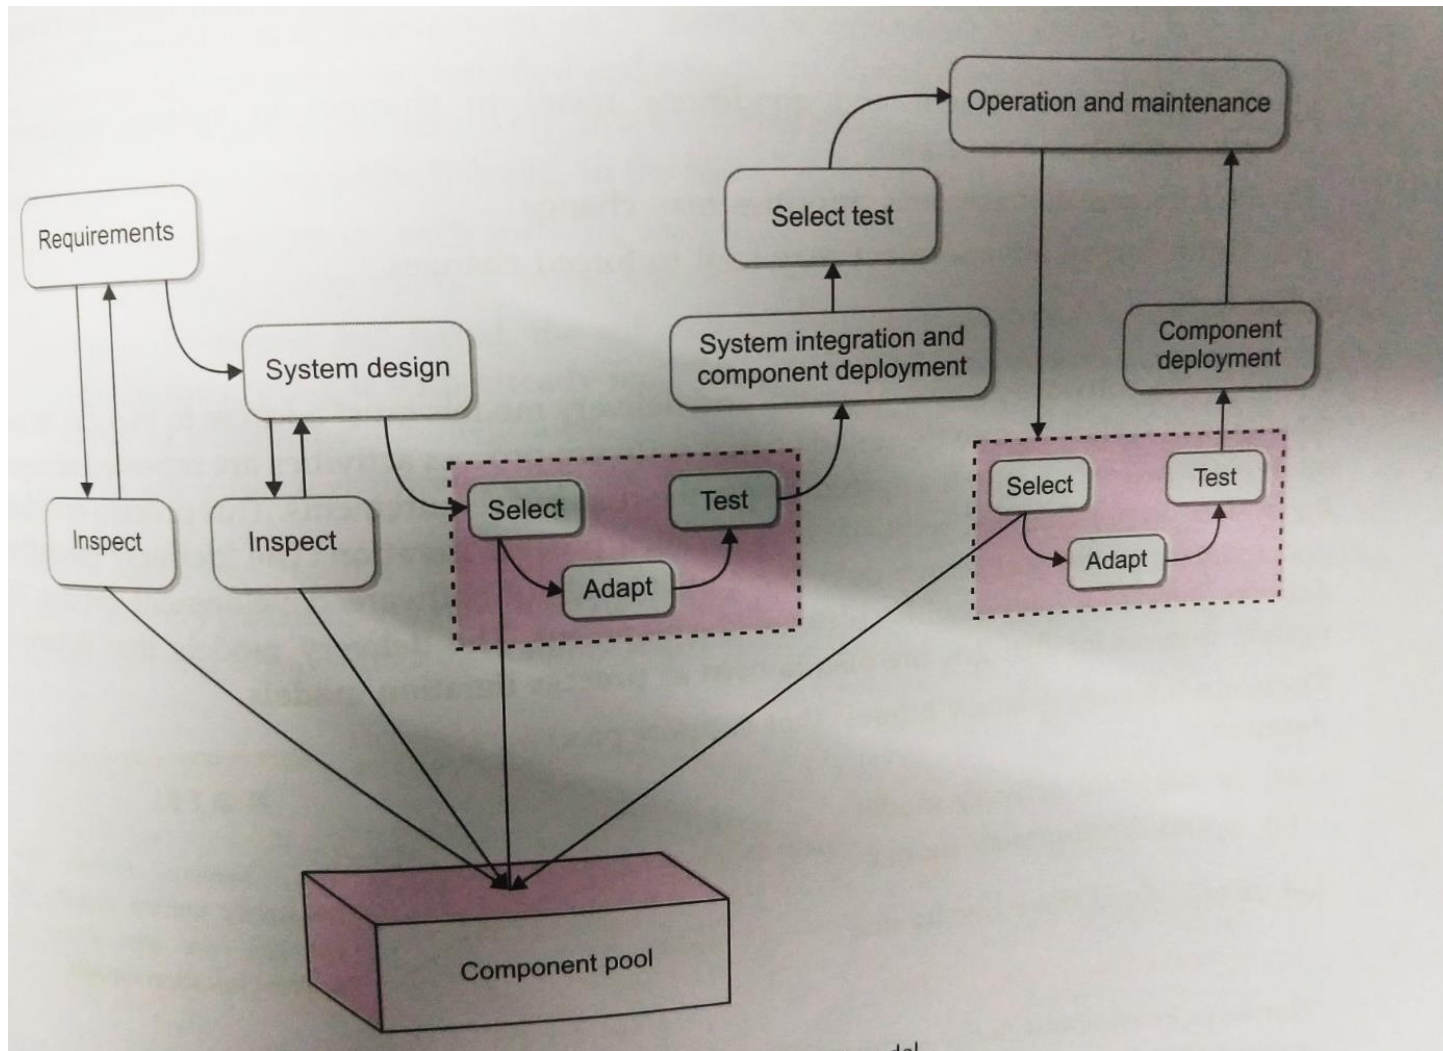 Operation and maintenance
Select test
Requirements
System integration and
component deployment
Component
deployment
System design
Select
Test
Adapt
Select
Test
Adapt
Inspect
Inspect
Component pool